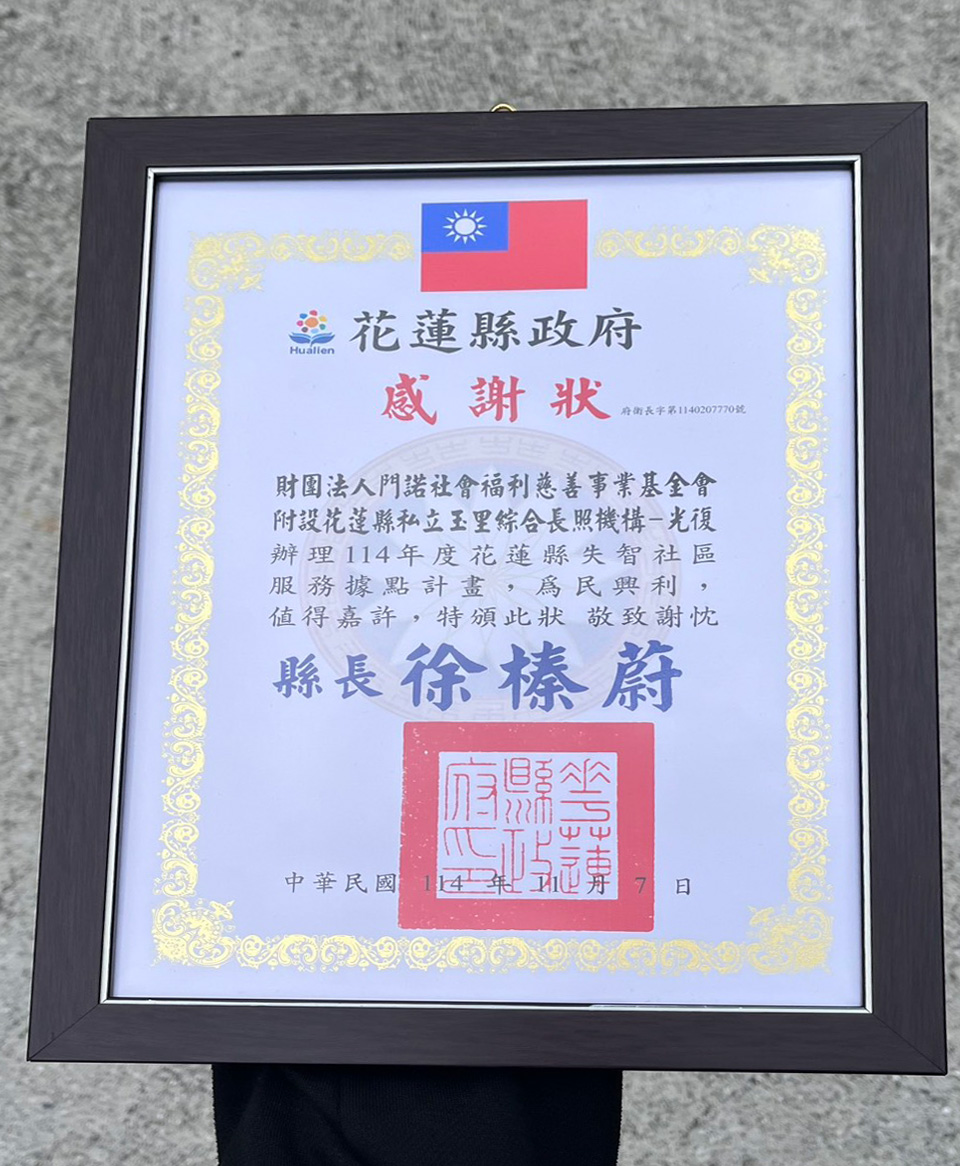 Hualien
花蓮縣政府
感謝狀
府衛長字第1140207770號
財團法人門諾社會福利慈善事業基金會
附設花蓮縣私立玉里綜合長照機構-光復
辦理114年度花蓮縣失智社區
服務據點計畫，為民興利，
值得嘉許，特頒此狀 敬致謝忱
縣長 徐榛蔚
花蓮縣政府印
中華民國 114 年 11 月 7 日